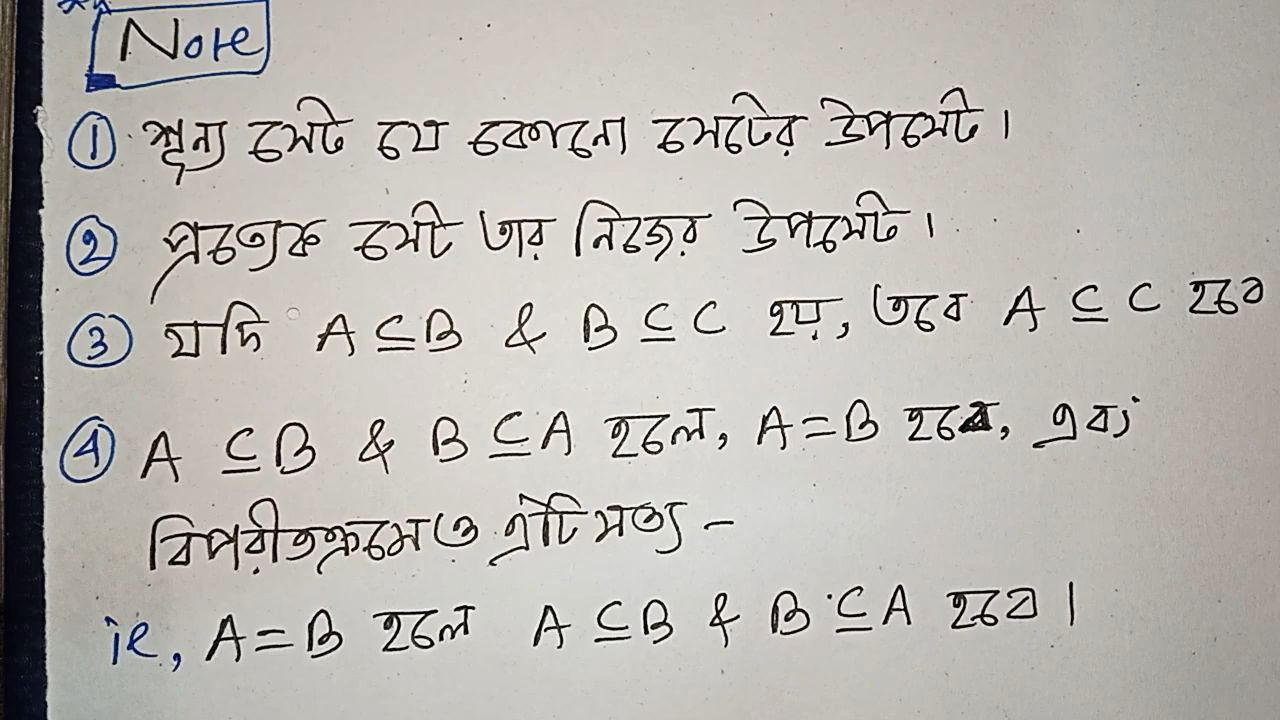 Note
① শূন্য সেট যে কোনো সেটের উপসেট।
② প্রত্যেক সেট তার নিজের উপসেট।
③ যদি A ⊆ B & B ⊆ C হয়, তবে A ⊆ C হবে
④ A ⊆ B & B ⊆ A হলে, A = B হবে, এবং
বিপরীতক্রমেও এটি সত্য –
ie, A = B হলে A ⊆ B & B ⊆ A হবে।